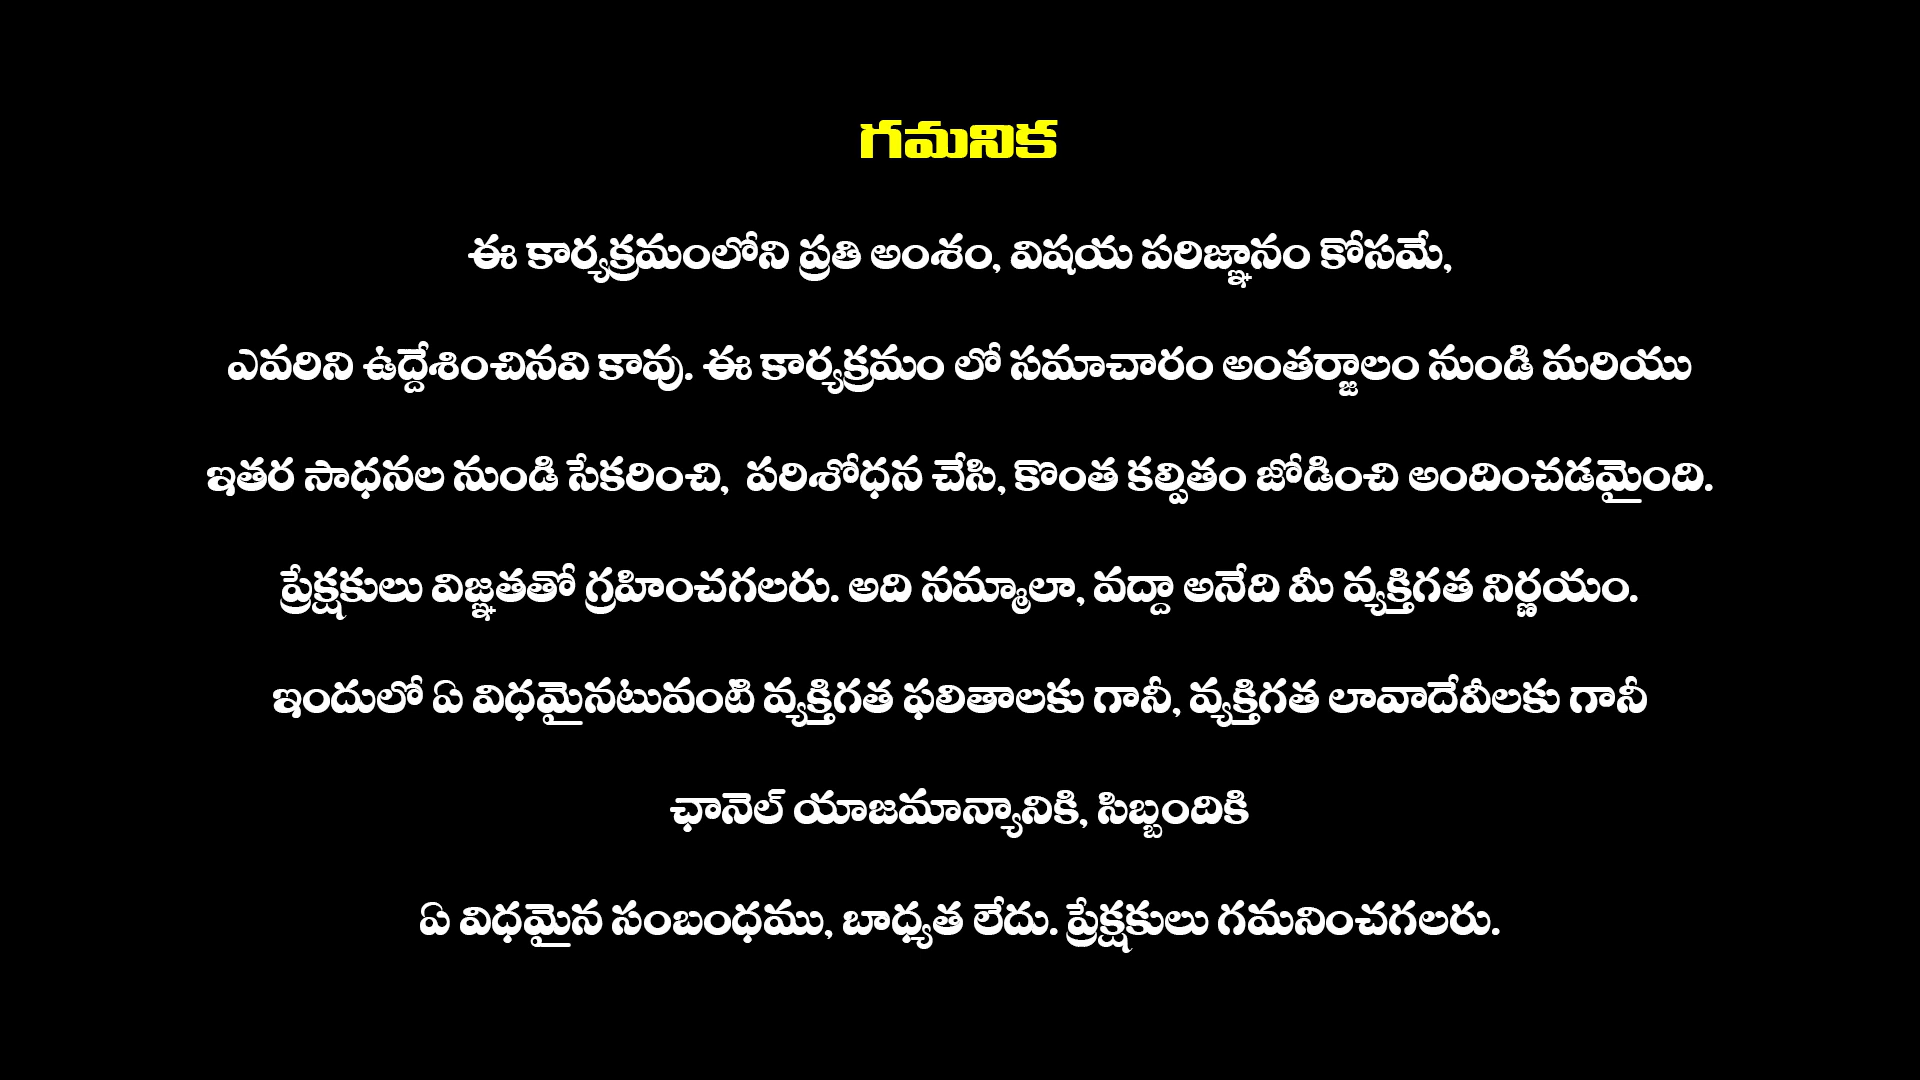 గమనిక
ఈ కార్యక్రమంలోని ప్రతి అంశం, విషయ పరిజ్ఞానం కోసమే,
ఎవరిని ఉద్దేశించినవి కావు. ఈ కార్యక్రమం లో సమాచారం అంతర్జాలం నుండి మరియు
ఇతర సాధనల నుండి సేకరించి, పరిశోధన చేసి, కొంత కల్పితం జోడించి అందించడమైంది.
ప్రేక్షకులు విజ్ఞతతో గ్రహించగలరు. అది నమ్మాలా, వద్దా అనేది మీ వ్యక్తిగత నిర్ణయం.
ఇందులో ఏ విధమైనటువంటి వ్యక్తిగత ఫలితాలకు గానీ, వ్యక్తిగత లావాదేవీలకు గానీ
ఛానెల్ యాజమాన్యానికి, సిబ్బందికి
ఏ విధమైన సంబంధము, బాధ్యత లేదు. ప్రేక్షకులు గమనించగలరు.